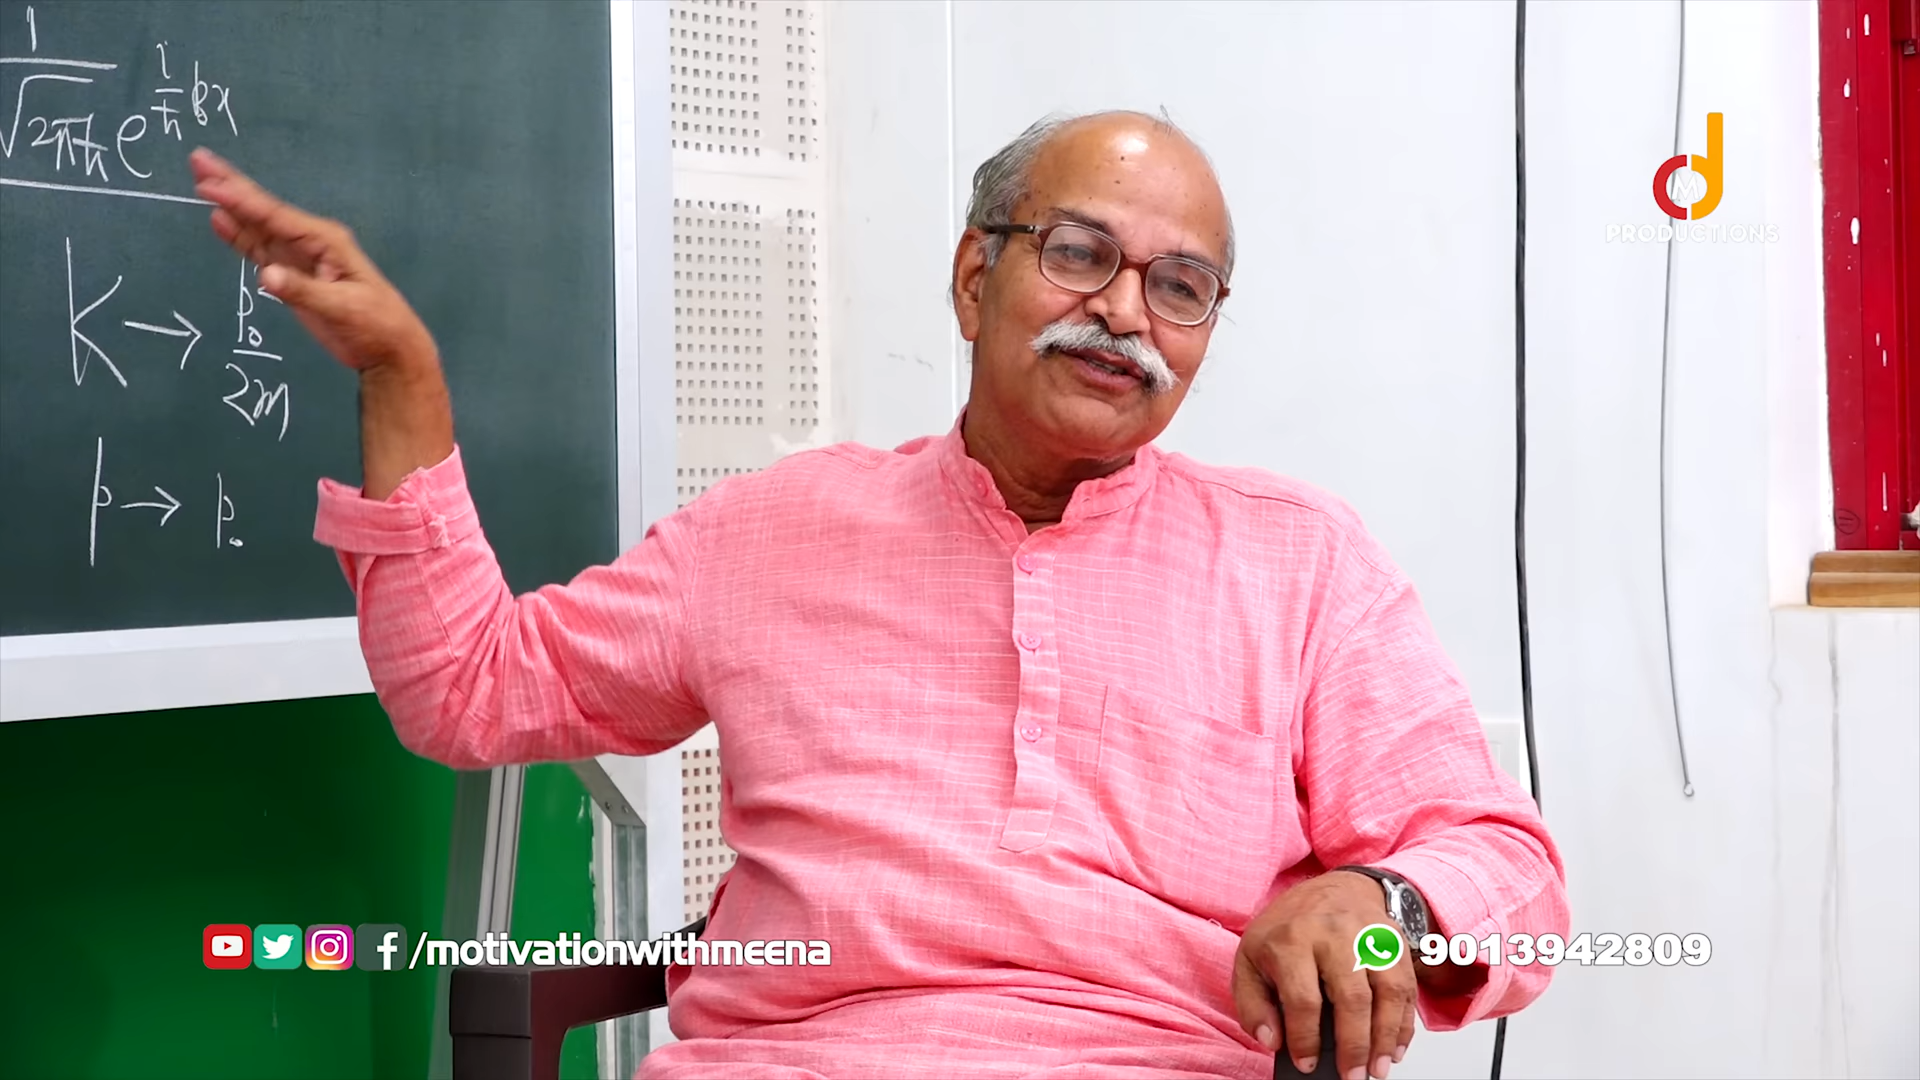 1
√2πħ e^(i/ħ px)
K → p₀²/2m
p → p₀
M
PRODUCTIONS
/motivationwithmeena
9013942809